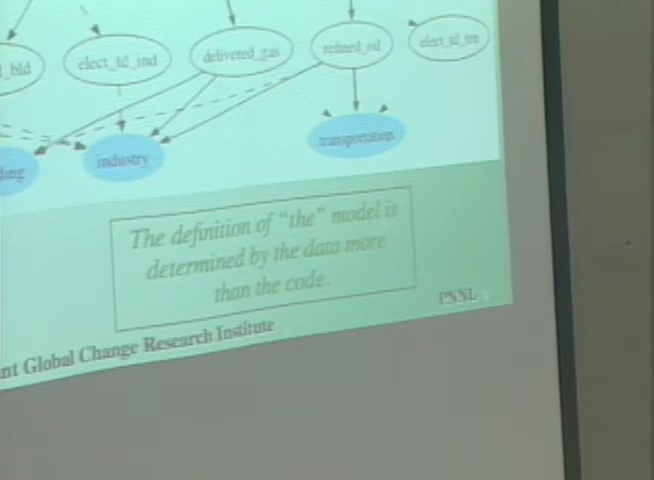 elect_td_ind
delivered_gas
refined_oil
elect_td_trn
industry
transportation
The definition of “the” model is
determined by the data more
than the code.
PNNL
Global Change Research Institute